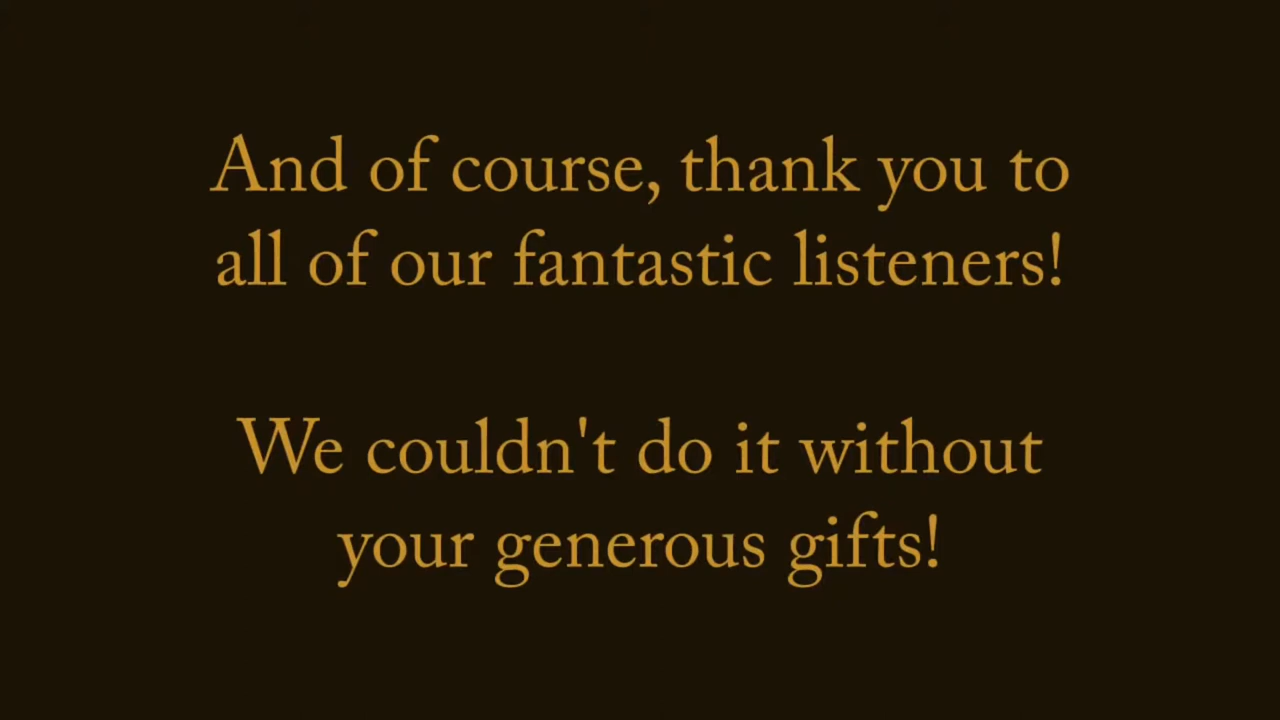 And of course, thank you to
all of our fantastic listeners!
We couldn't do it without
your generous gifts!